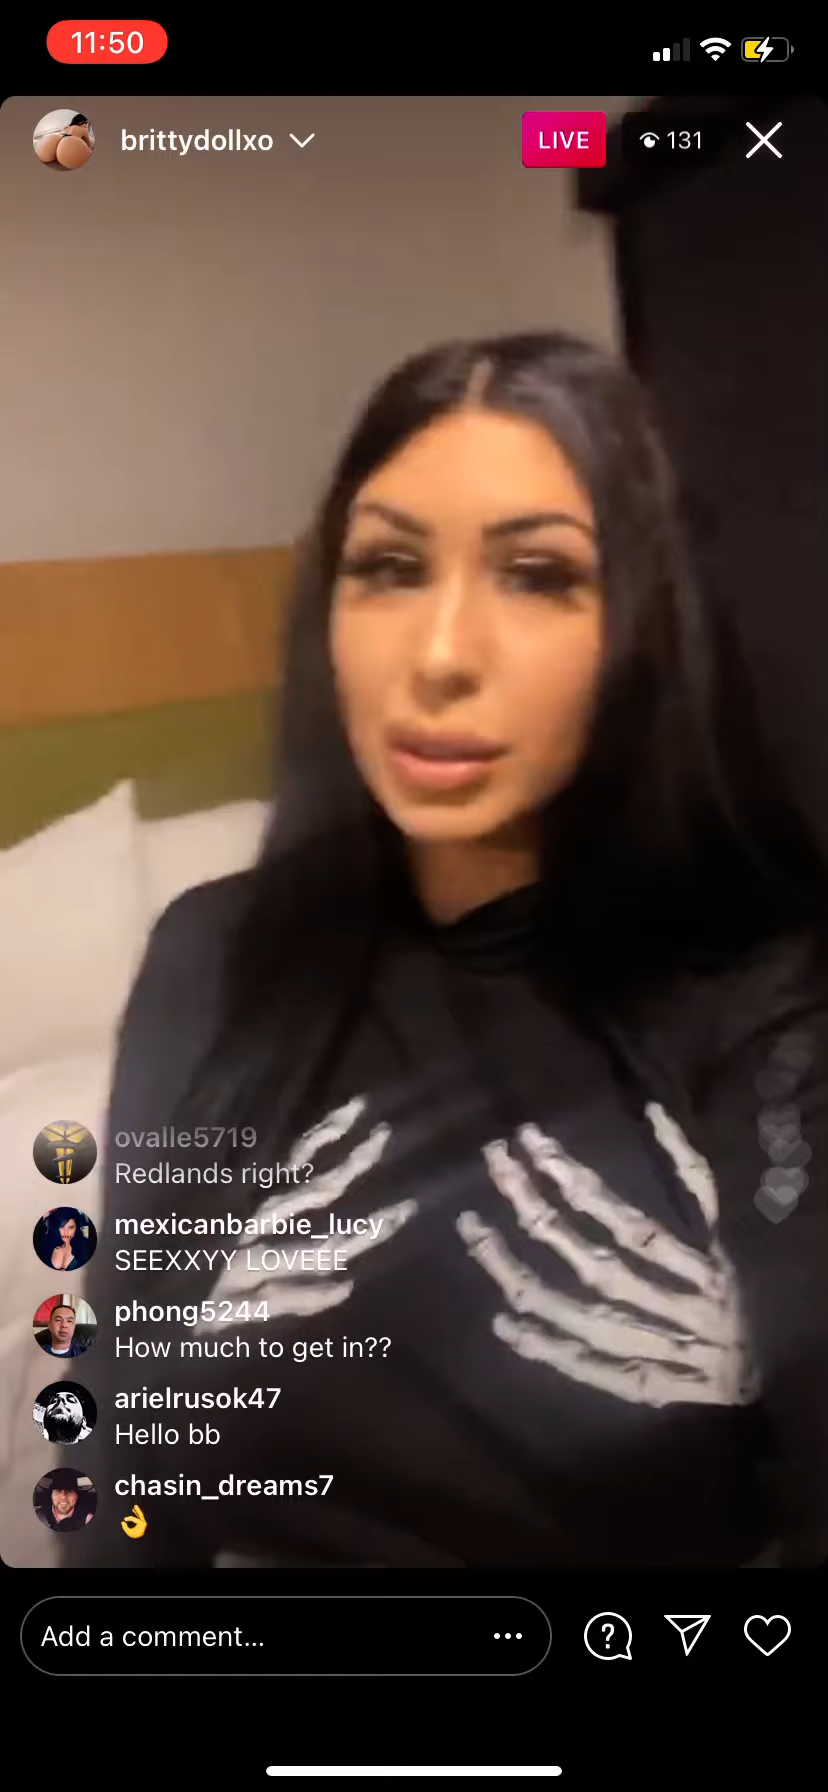 11:50
brittydollxo
LIVE
131
ovalle5719
Redlands right?
mexicanbarbie_lucy
SEEXXYY LOVEEE
phong5244
How much to get in??
arielrusok47
Hello bb
chasin_dreams7
👌
Add a comment...